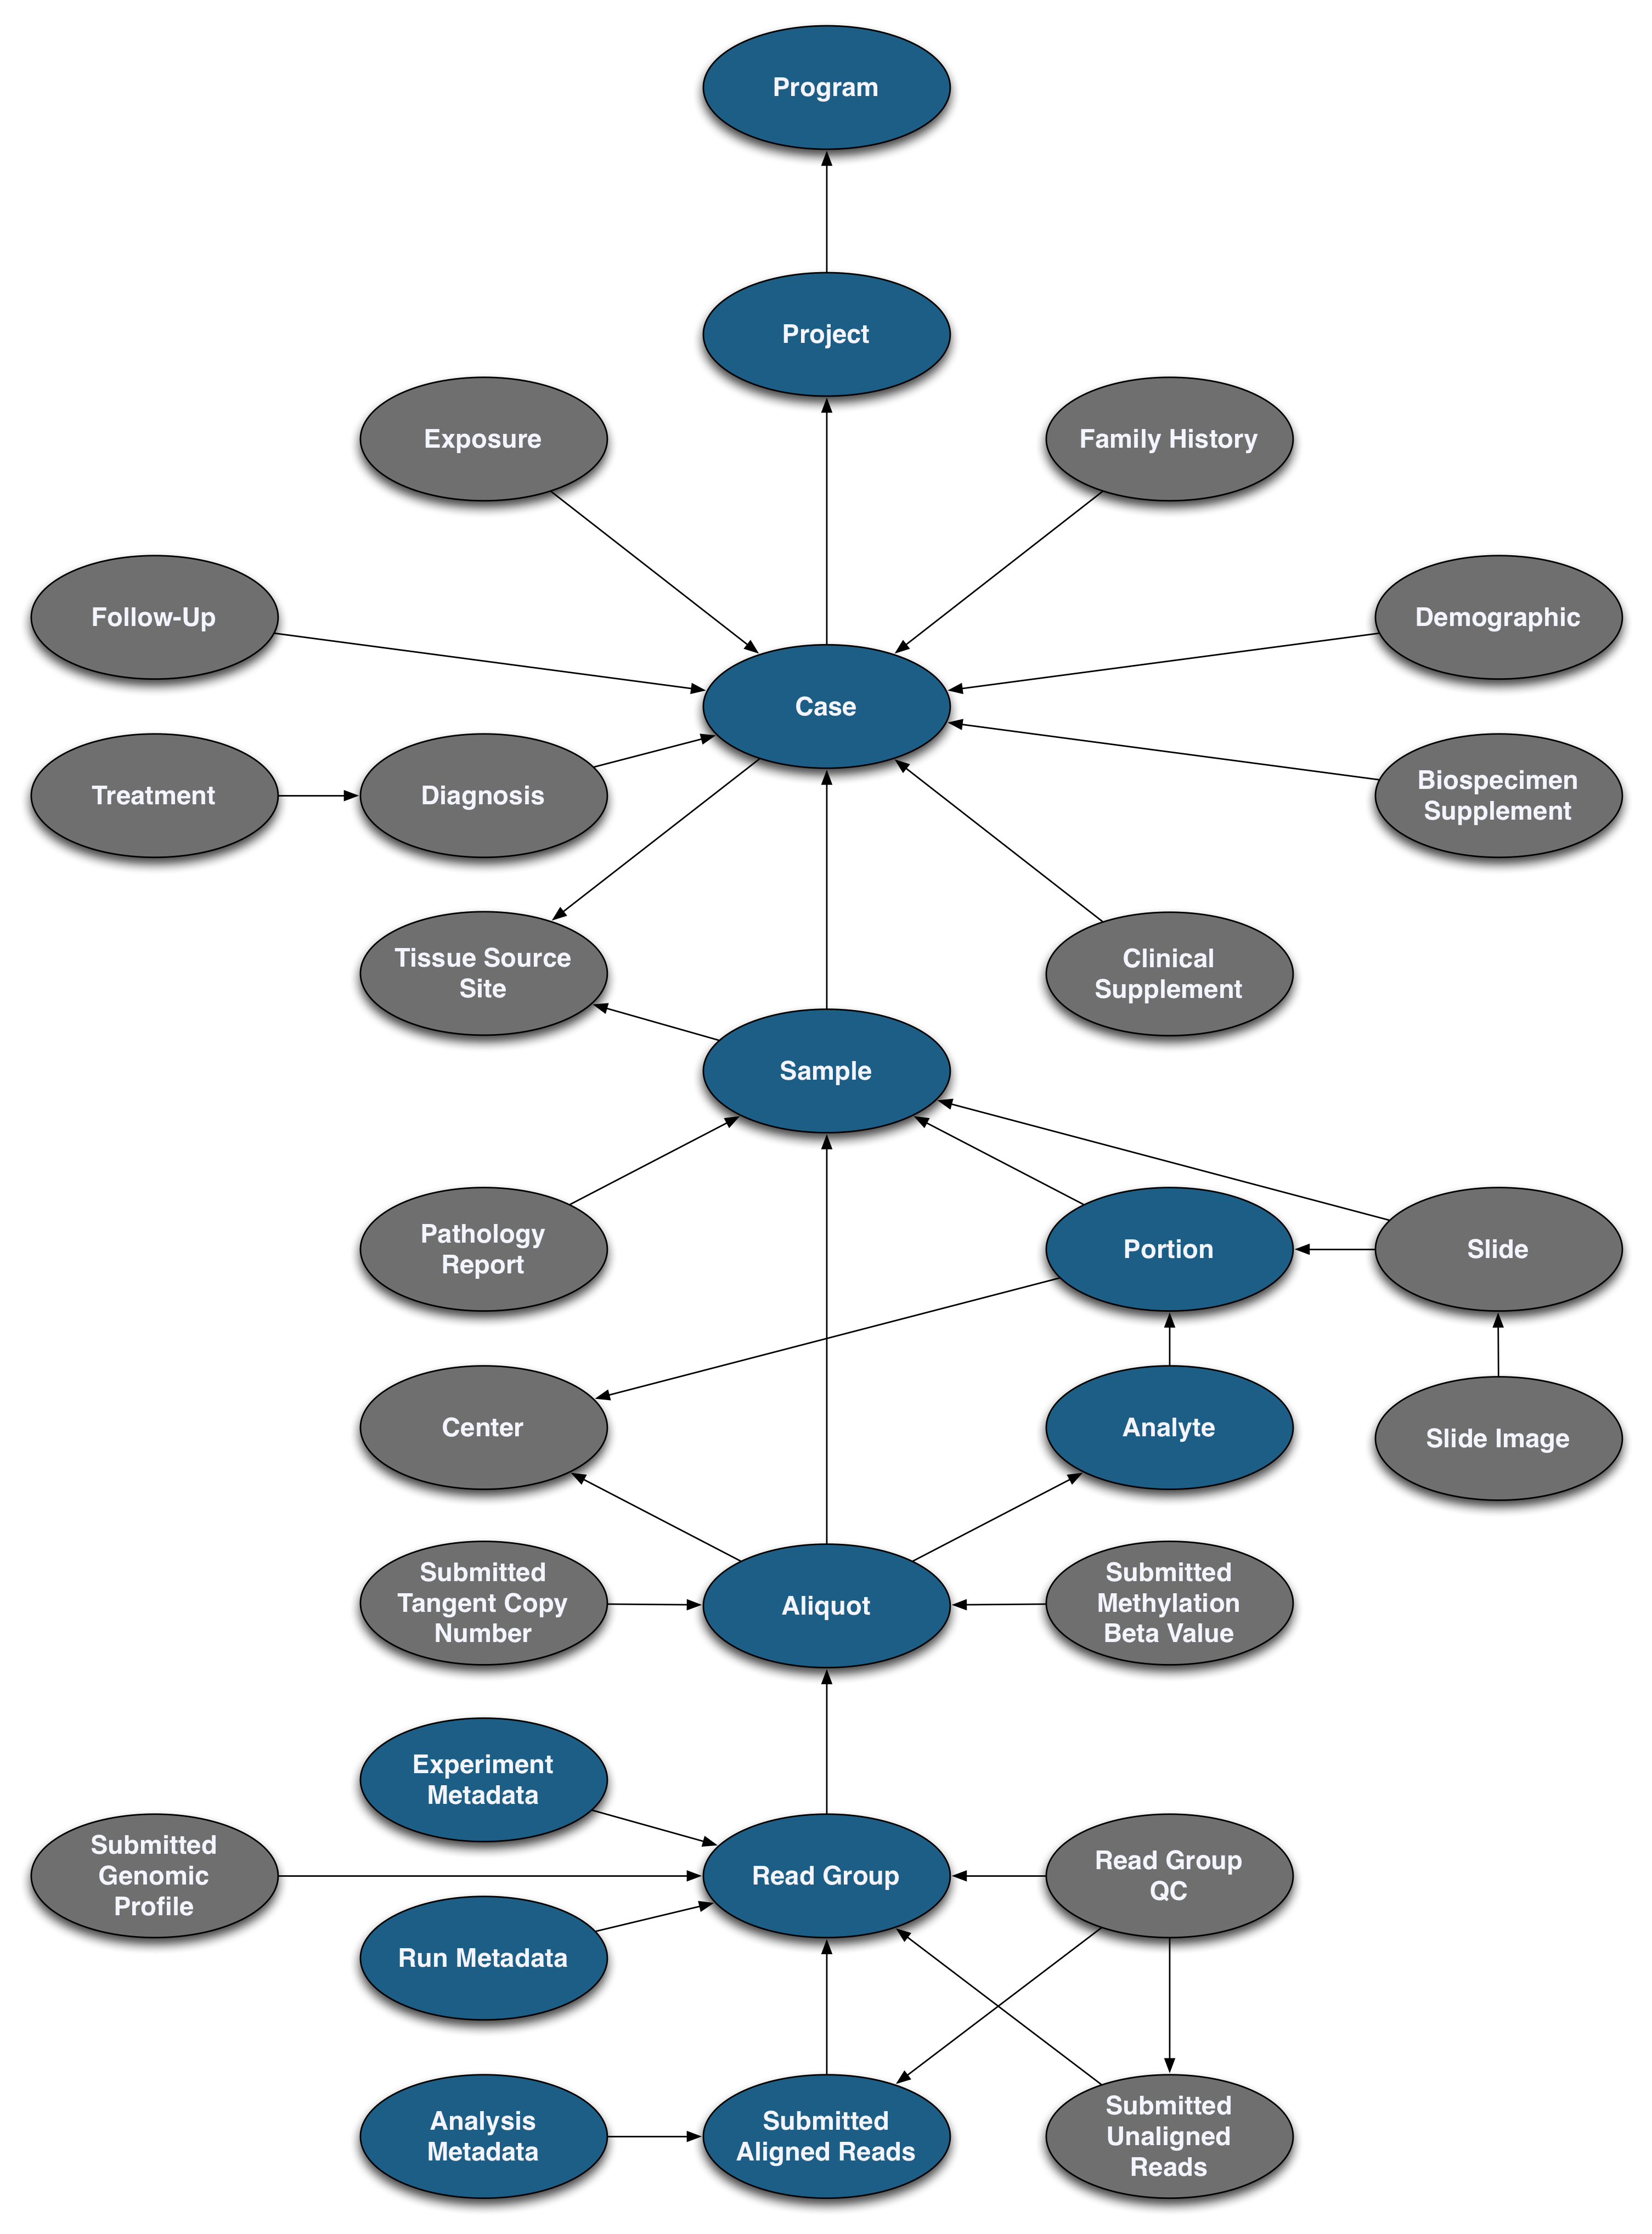 Program
Project
Exposure
Family History
Follow-Up
Demographic
Case
Treatment
Diagnosis
Biospecimen
Supplement
Tissue Source
Site
Clinical
Supplement
Sample
Pathology
Report
Portion
Slide
Center
Analyte
Slide Image
Submitted
Tangent Copy
Number
Aliquot
Submitted
Methylation
Beta Value
Experiment
Metadata
Submitted
Genomic
Profile
Read Group
Read Group
QC
Run Metadata
Analysis
Metadata
Submitted
Aligned Reads
Submitted
Unaligned
Reads